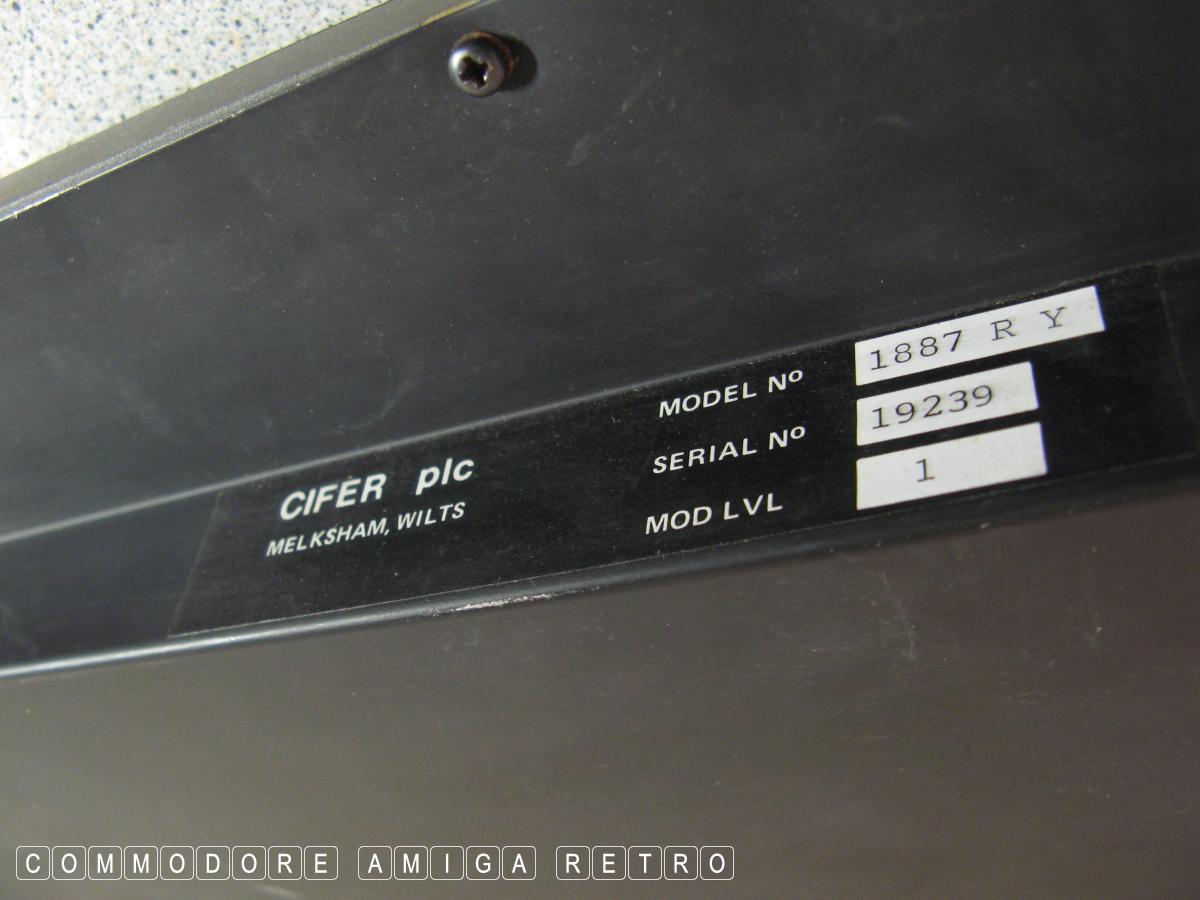 CIFER plc
MELKSHAM, WILTS
MODEL Nº 1887 R Y
SERIAL Nº 19239
MOD LVL 1
COMMODORE AMIGA RETRO